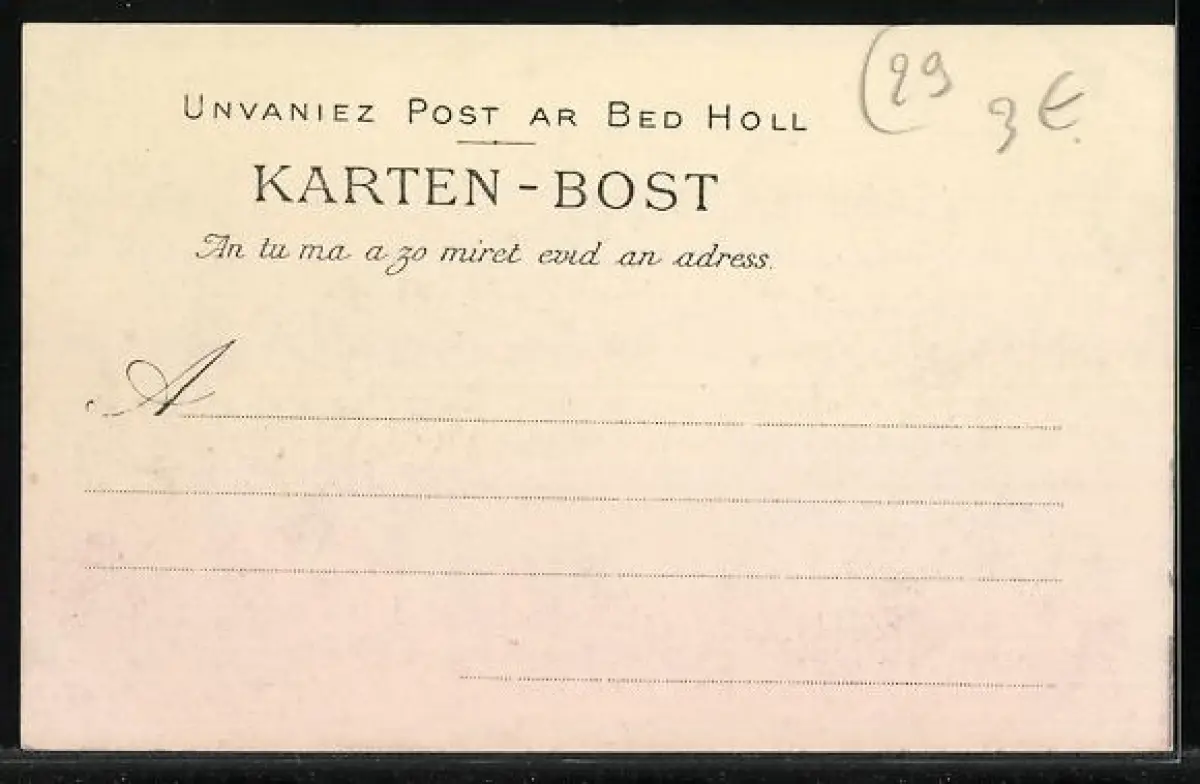 UNVANIEZ POST AR BED HOLL
KARTEN-BOST
An tu ma a zo miret evid an adress.
A
(29
3€